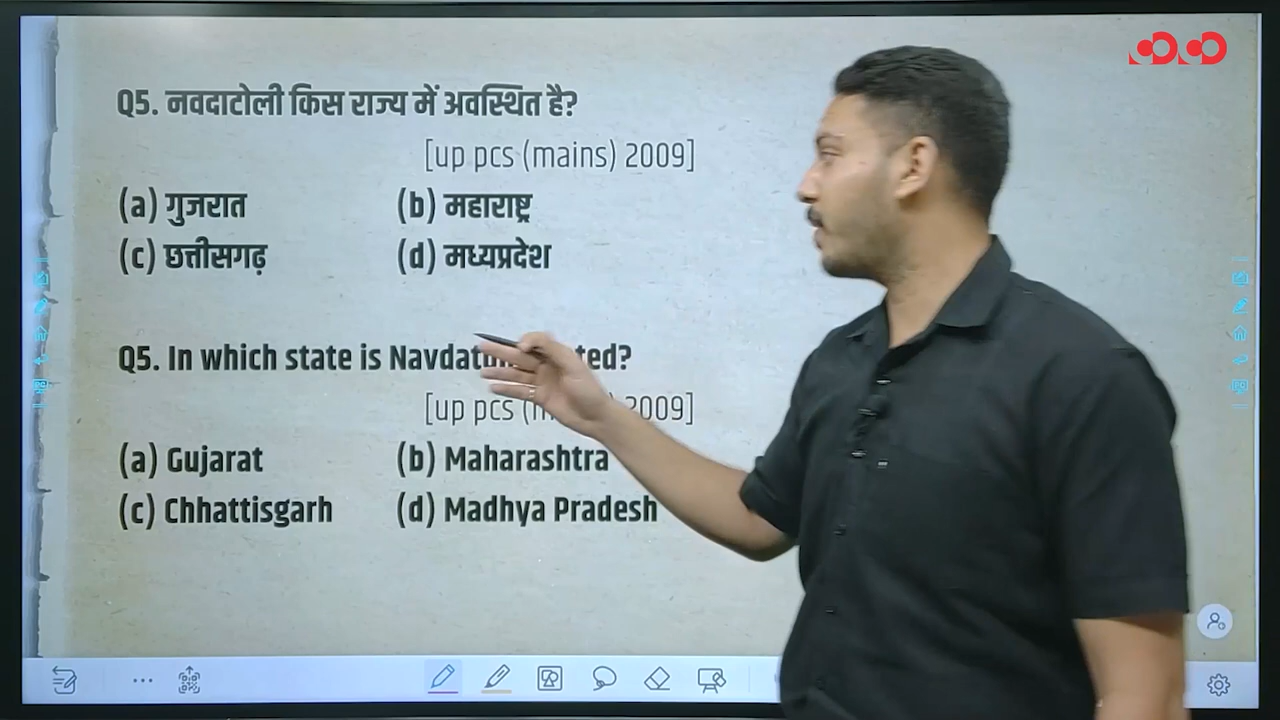 Q5. नवदाटोली किस राज्य में अवस्थित है?
[up pcs (mains) 2009]
(a) गुजरात (b) महाराष्ट्र
(c) छत्तीसगढ़ (d) मध्यप्रदेश
Q5. In which state is
[up pcs 2009]
(a) Gujarat (b) Maharashtra
(c) Chhattisgarh (d) Madhya Pradesh